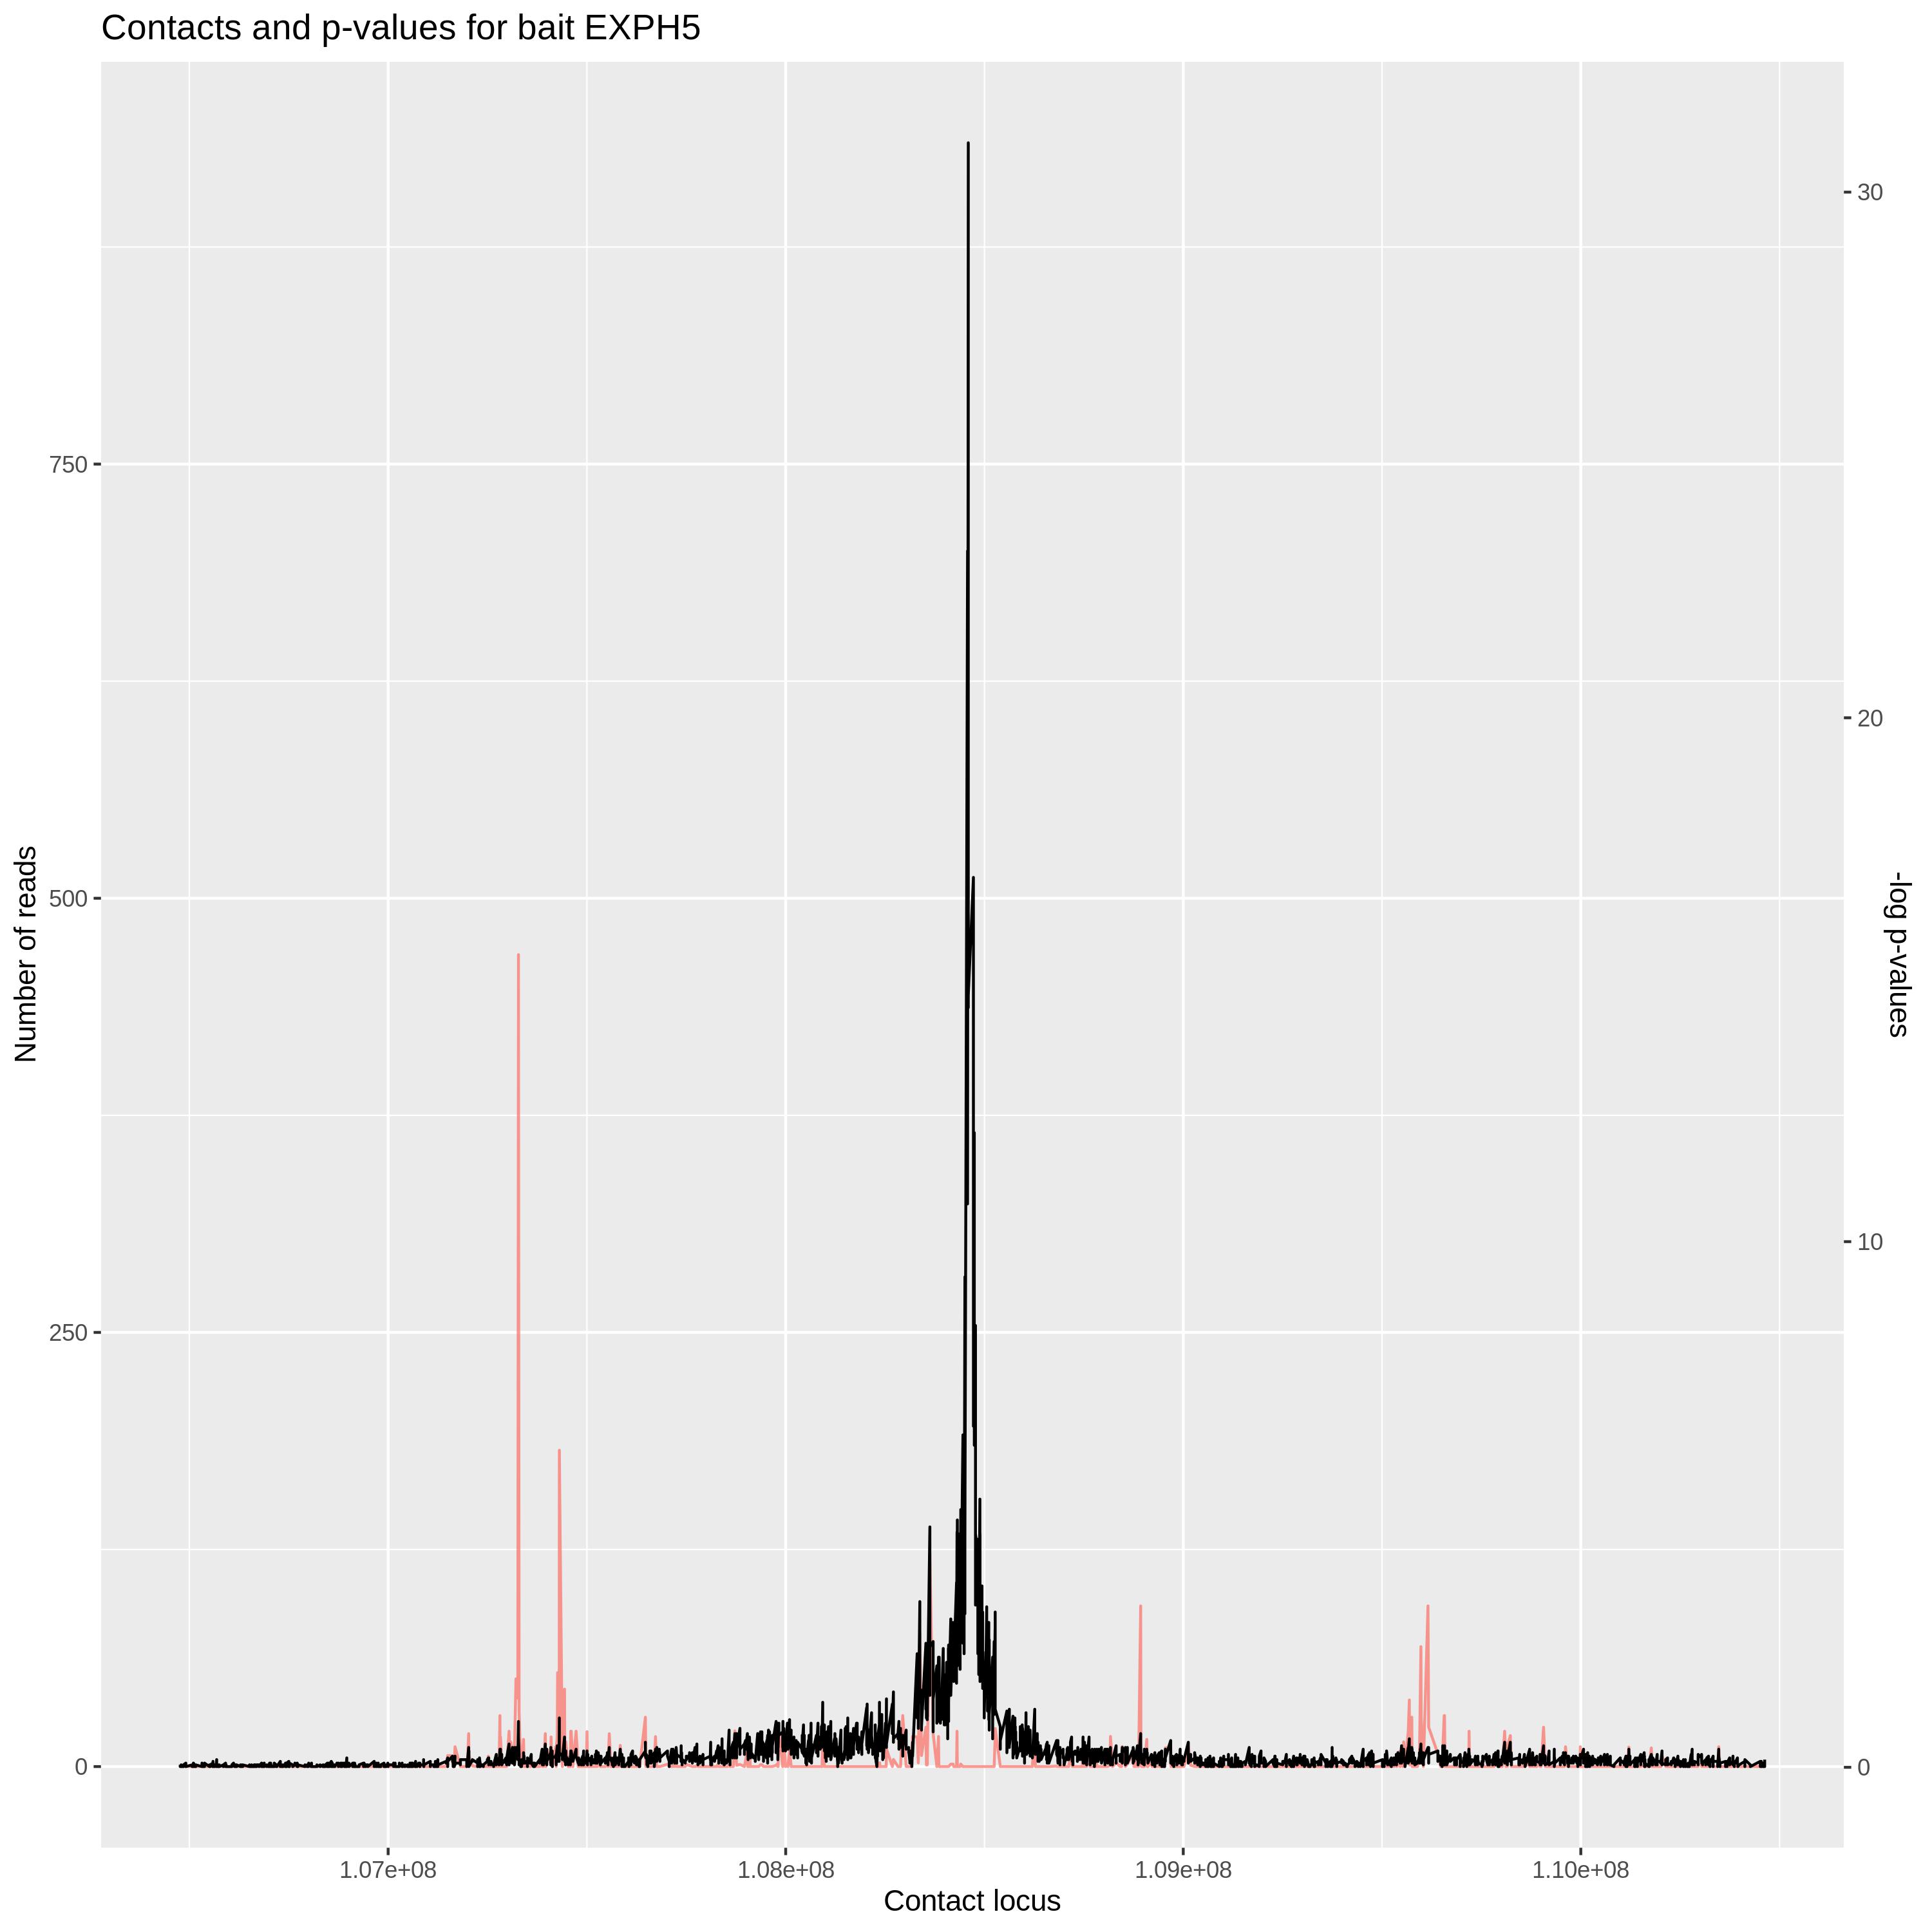 Contacts and p-values for bait EXPH5
Number of reads
750
500
250
0
30
20
10
0
-log p-values
1.07e+08
1.08e+08
1.09e+08
1.10e+08
Contact locus